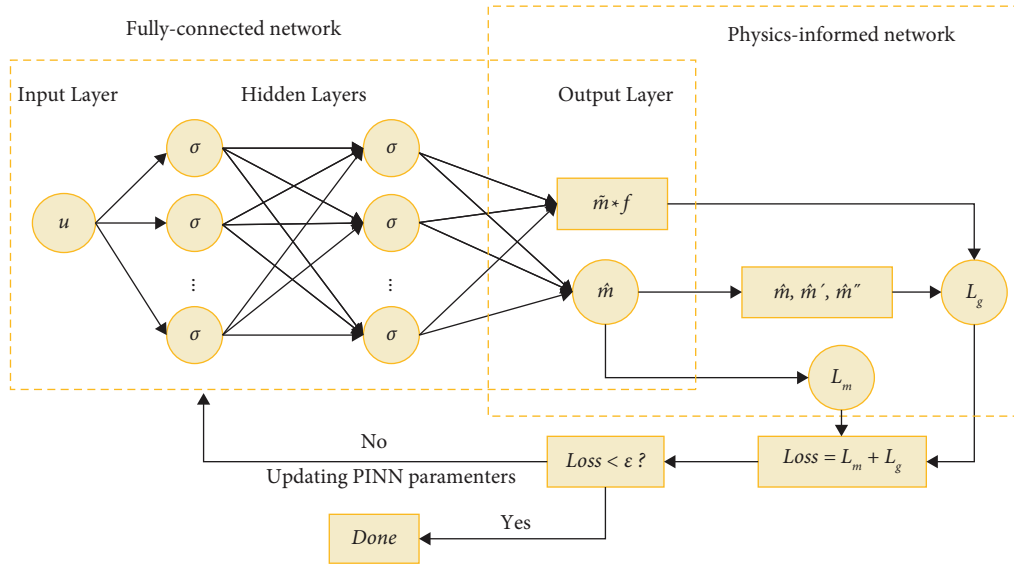 Fully-connected network
Physics-informed network
Input Layer
Hidden Layers
Output Layer
σ
σ
u
σ
σ
m̃*f
⋮
⋮
m̂
m̂, m̂′, m̂″
L_g
σ
σ
L_m
No
Updating PINN paramenters
Loss < ε ?
Loss = L_m + L_g
Yes
Done